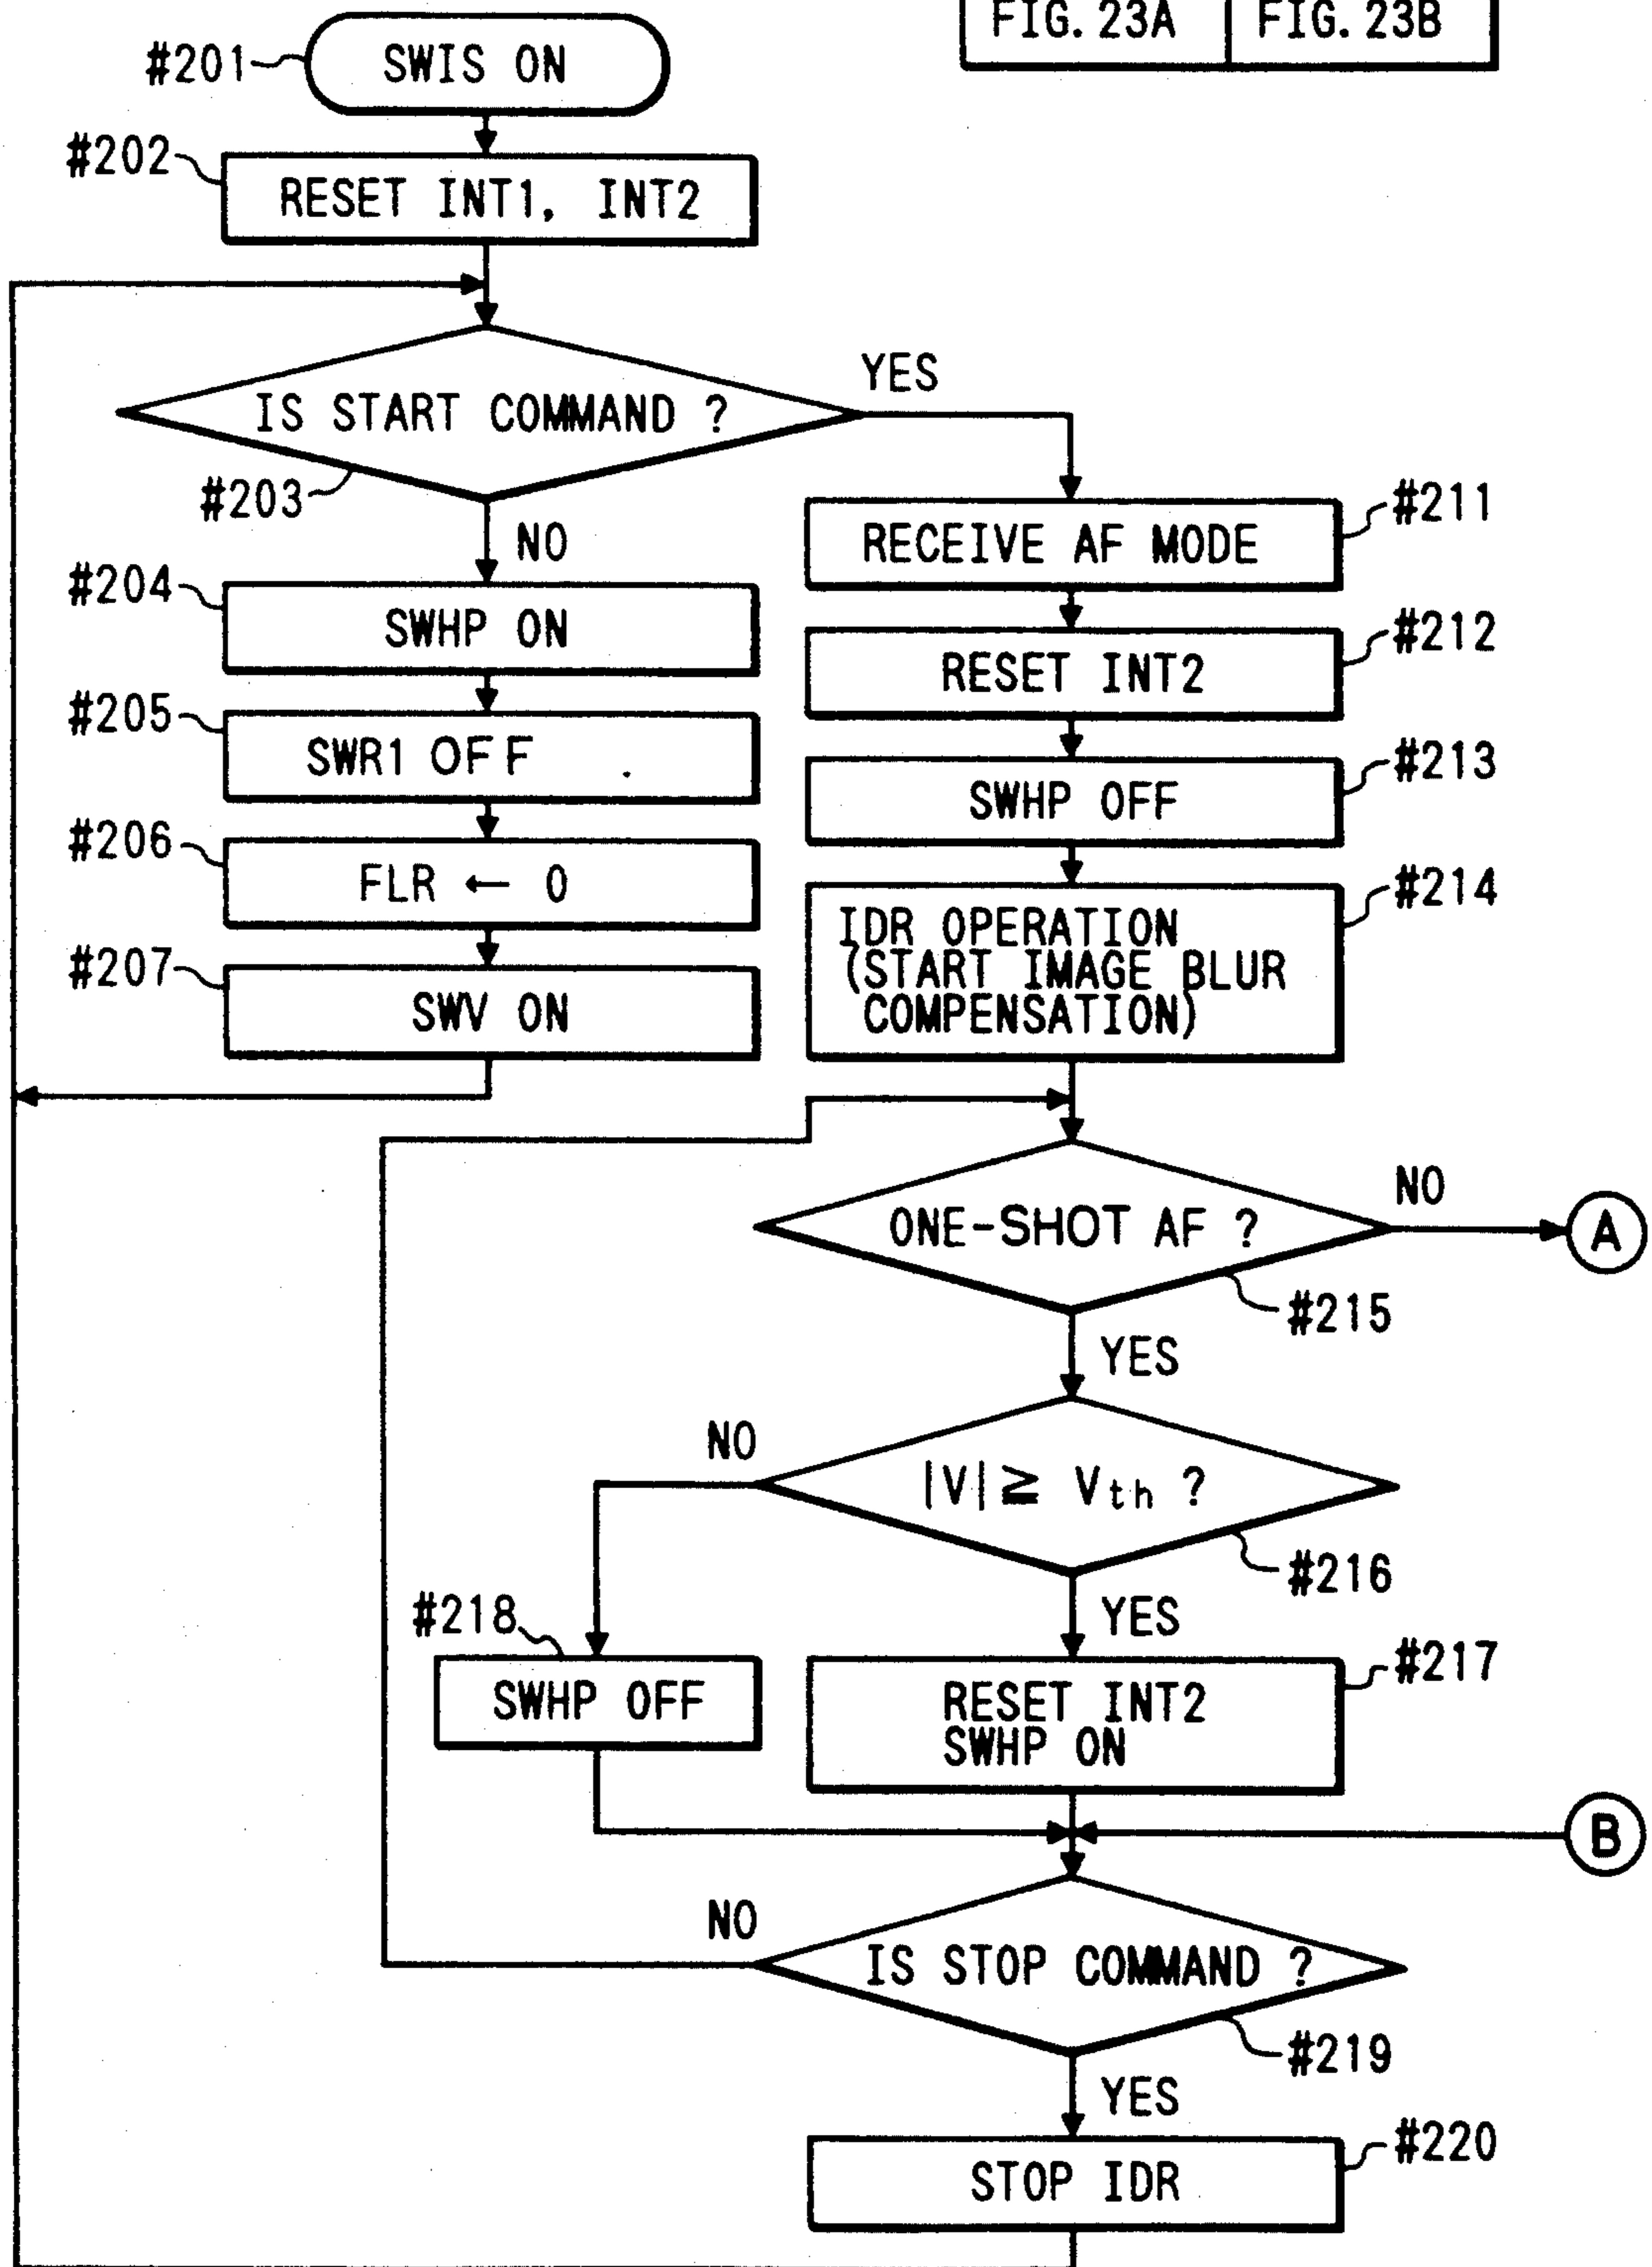 FIG. 23A
FIG. 23B
#201
SWIS ON
#202
RESET INT1, INT2
IS START COMMAND ?
YES
#203
NO
#204
SWHP ON
#205
SWR1 OFF
#206
FLR ← 0
#207
SWV ON
#211
RECEIVE AF MODE
#212
RESET INT2
#213
SWHP OFF
#214
IDR OPERATION
(START IMAGE BLUR
COMPENSATION)
ONE-SHOT AF ?
NO
A
#215
YES
|V| ≧ Vth ?
NO
#216
YES
#218
SWHP OFF
#217
RESET INT2
SWHP ON
B
IS STOP COMMAND ?
NO
#219
YES
#220
STOP IDR